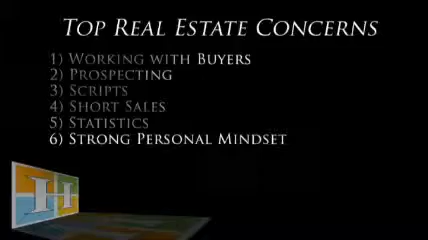 Top Real Estate Concerns
1) Working with Buyers
2) Prospecting
3) Scripts
4) Short Sales
5) Statistics
6) Strong Personal Mindset
H